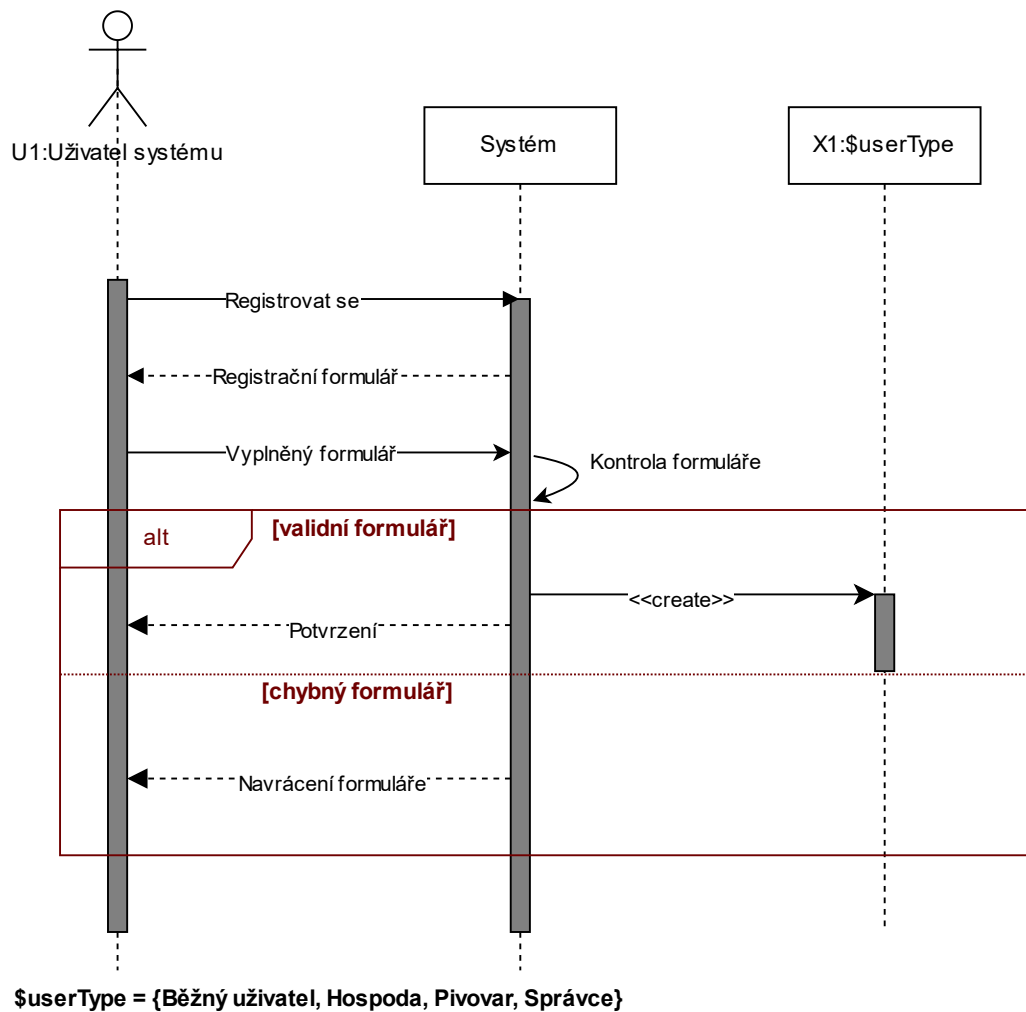 U1:Uživatel systému
Systém
X1:$userType
Registrovat se
Registrační formulář
Vyplněný formulář
Kontrola formuláře
alt
[validní formulář]
<<create>>
Potvrzení
[chybný formulář]
Navrácení formuláře
$userType = {Běžný uživatel, Hospoda, Pivovar, Správce}